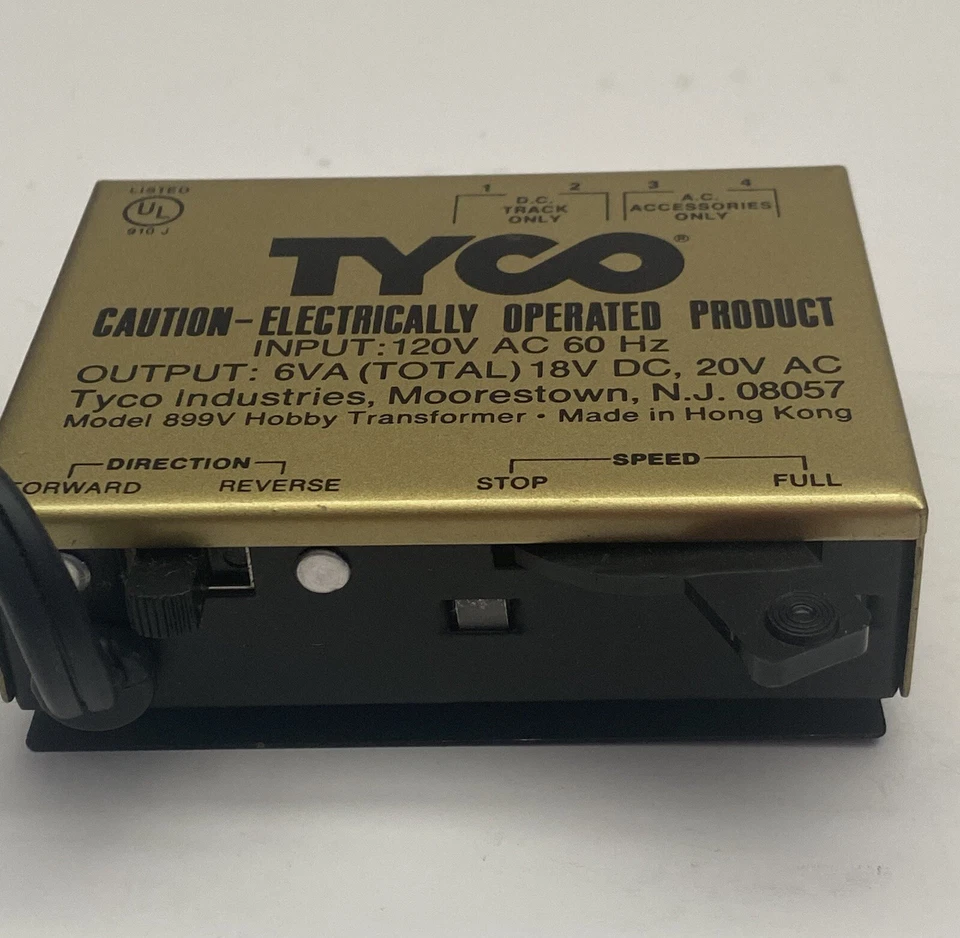 LISTED
UL
910 J
1 2
D.C.
TRACK
ONLY
3 4
A.C.
ACCESSORIES
ONLY
TYCO®
CAUTION-ELECTRICALLY OPERATED PRODUCT
INPUT: 120V AC 60 Hz
OUTPUT: 6VA (TOTAL) 18V DC, 20V AC
Tyco Industries, Moorestown, N.J. 08057
Model 899V Hobby Transformer • Made in Hong Kong
DIRECTION
FORWARD REVERSE
SPEED
STOP FULL